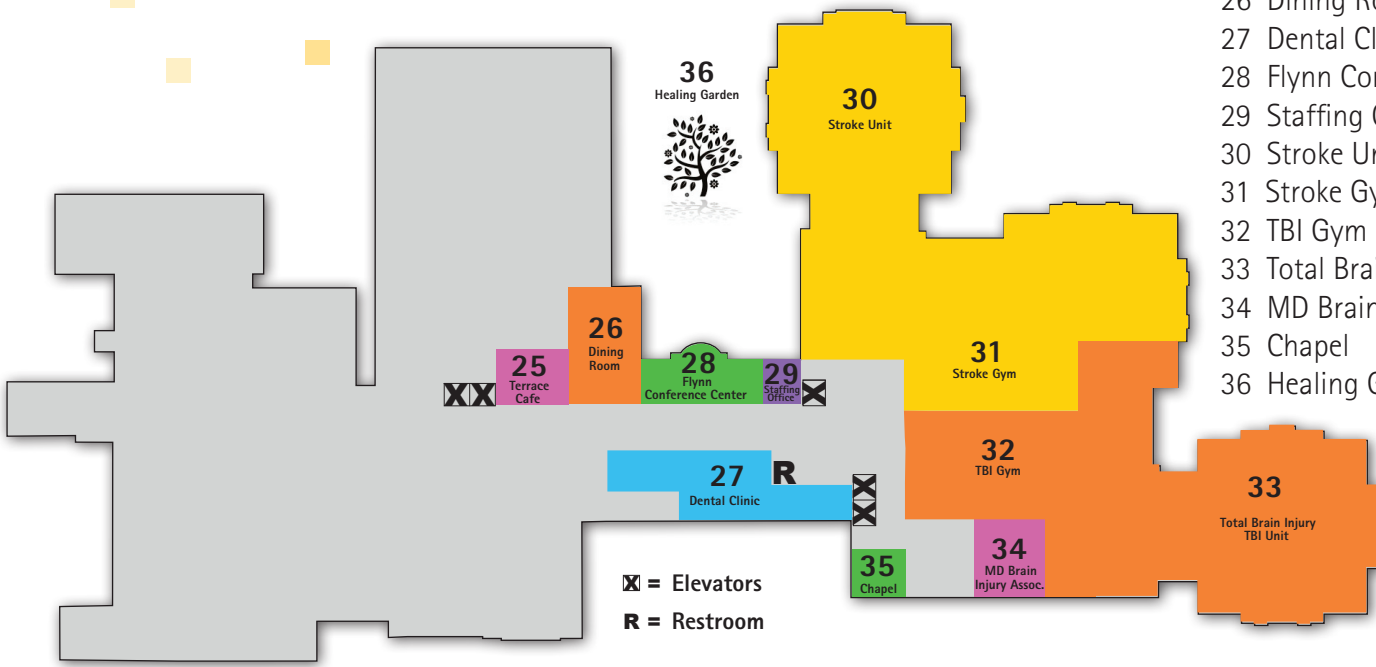 36
Healing Garden
30
Stroke Unit
26
Dining
Room
25
Terrace
Cafe
28
Flynn
Conference Center
29
Staffing
Office
31
Stroke Gym
32
TBI Gym
27
Dental Clinic
R
33
Total Brain Injury
TBI Unit
34
MD Brain
Injury Assoc.
35
Chapel
X = Elevators
R = Restroom
26 Dining
27 Dental
28 Flynn
29 Staffing
30 Stroke
31 Stroke
32 TBI Gym
33 Total
34 MD Brain
35 Chapel
36 Healing